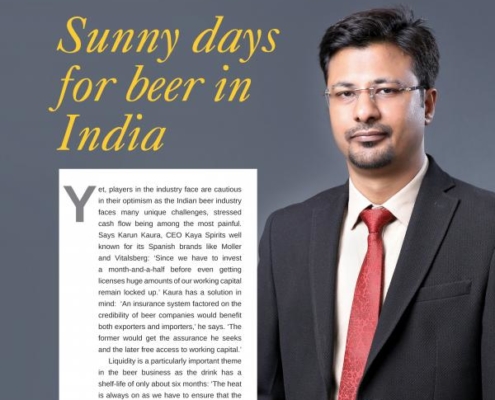 Sunny days
for beer in
India
Yet, players in the industry face are cautious
in their optimism as the Indian beer industry
faces many unique challenges, stressed
cash flow being among the most painful.
Says Karun Kaura, CEO Kaya Spirits well
known for its Spanish brands like Moller
and Vitalsberg: 'Since we have to invest
a month-and-a-half before even getting
licenses huge amounts of our working capital
remain locked up.' Kaura has a solution in
mind: 'An insurance system factored on the
credibility of beer companies would benefit
both exporters and importers,' he says. 'The
former would get the assurance he seeks
and the later free access to working capital.'
Liquidity is a particularly important theme
in the beer business as the drink has a
shelf-life of only about six months: 'The heat
is always on as we have to ensure that the